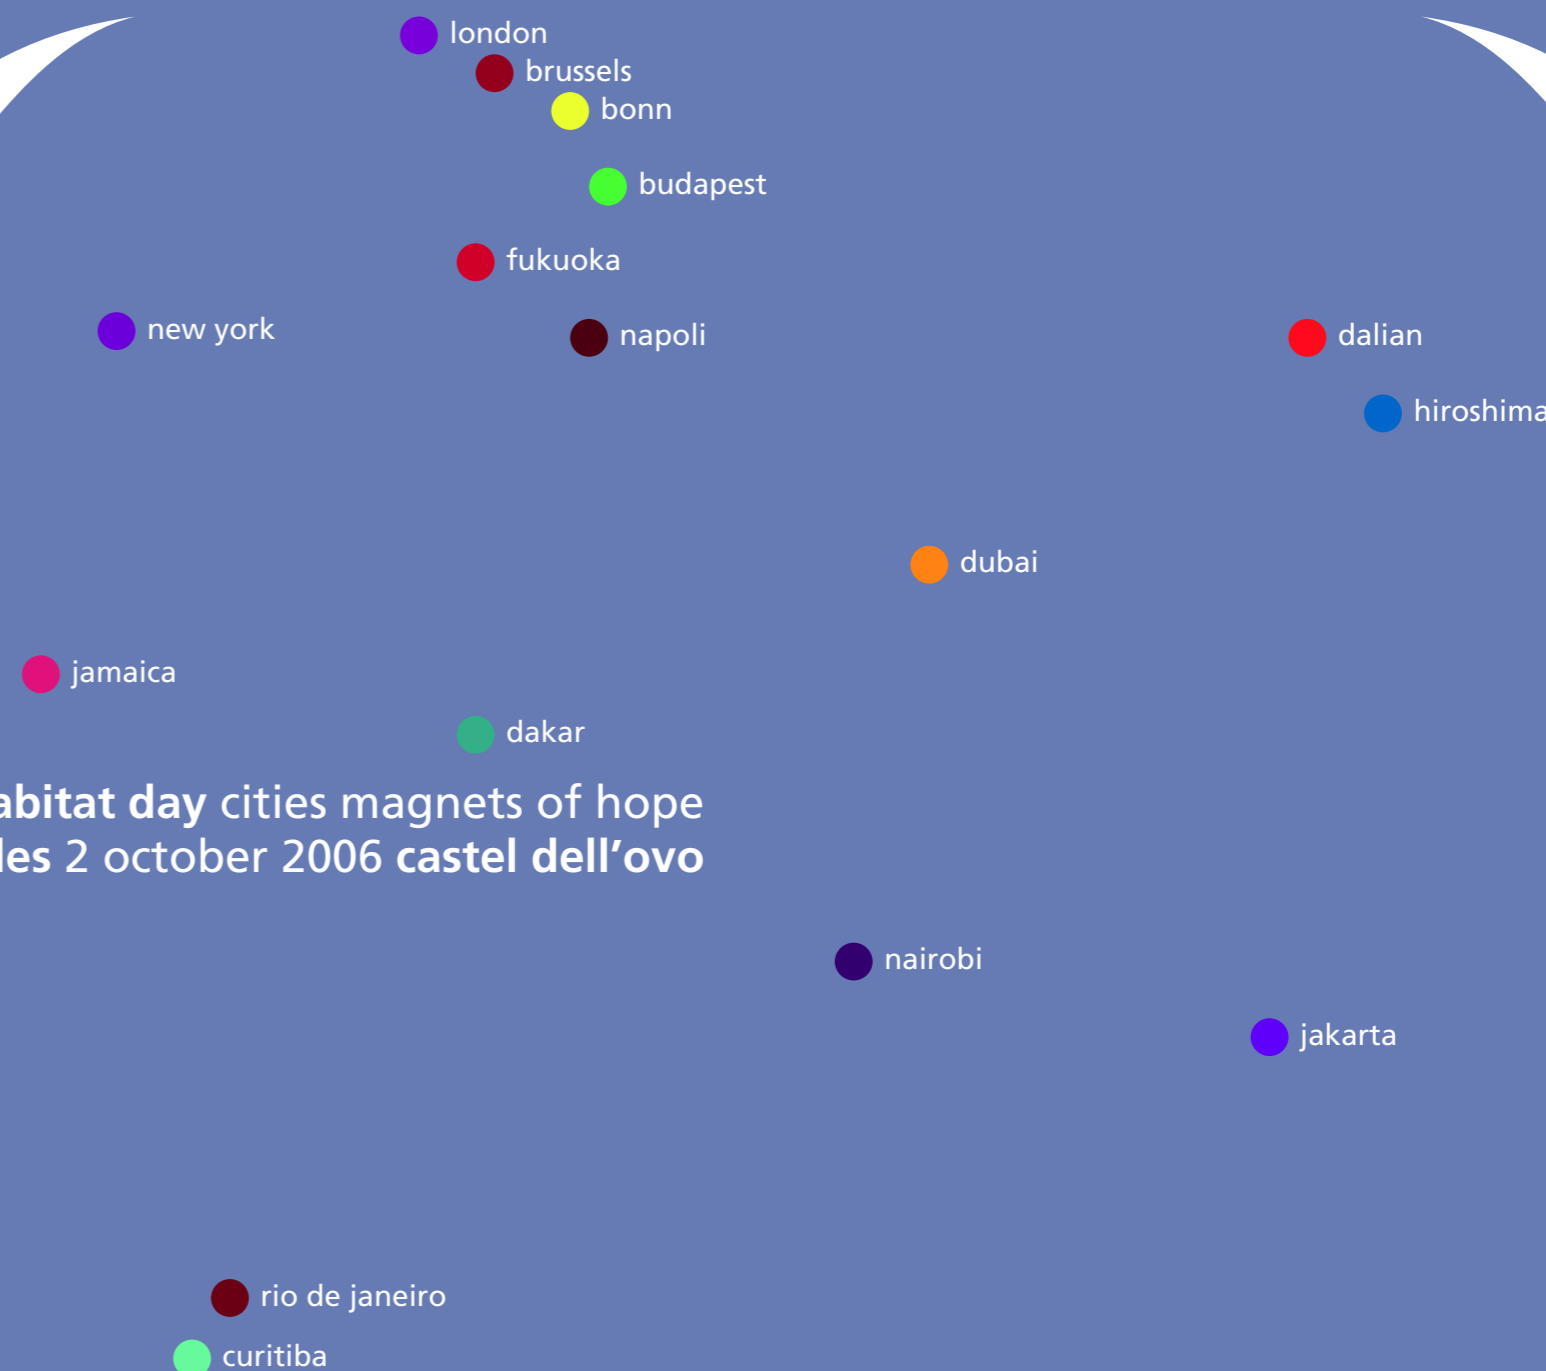 london
brussels
bonn
budapest
fukuoka
new york
napoli
dalian
hiroshima
dubai
jamaica
dakar
abitat day cities magnets of hope
les 2 october 2006 castel dell’ovo
nairobi
jakarta
rio de janeiro
curitiba